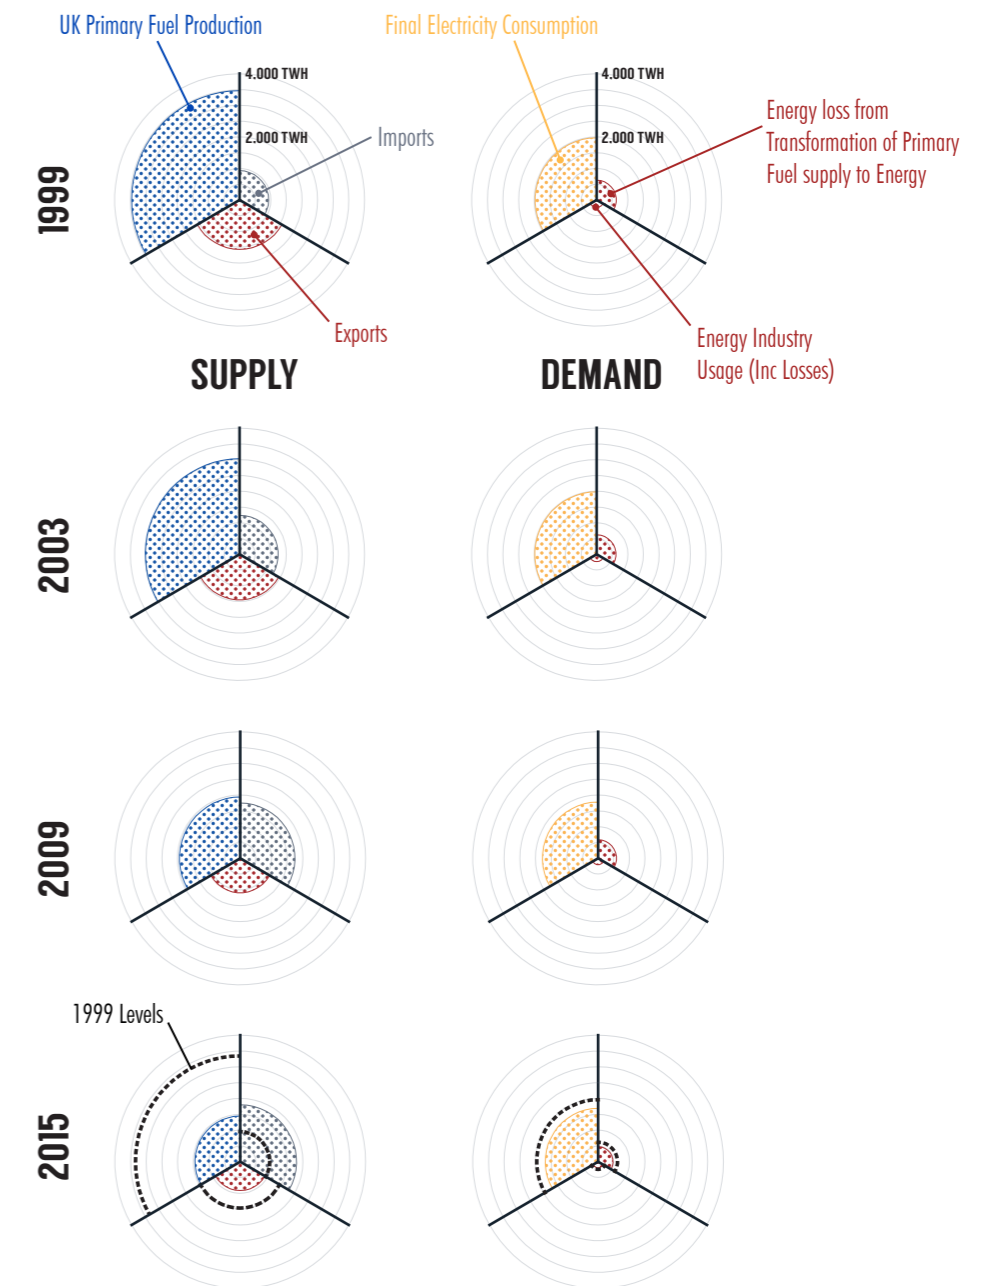 UK Primary Fuel Production
Final Electricity Consumption
4.000 TWH
4.000 TWH
2.000 TWH
Imports
2.000 TWH
Energy loss from
Transformation of Primary
Fuel supply to Energy
1999
Exports
Energy Industry
Usage (Inc Losses)
SUPPLY
DEMAND
2003
2009
1999 Levels
2015